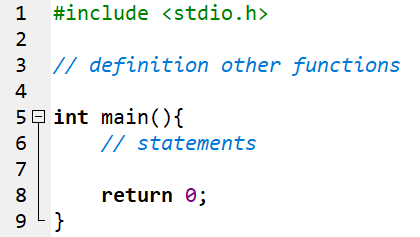 1 #include <stdio.h>
2
3 // definition other functions
4
5 int main(){
6     // statements
7
8     return 0;
9 }